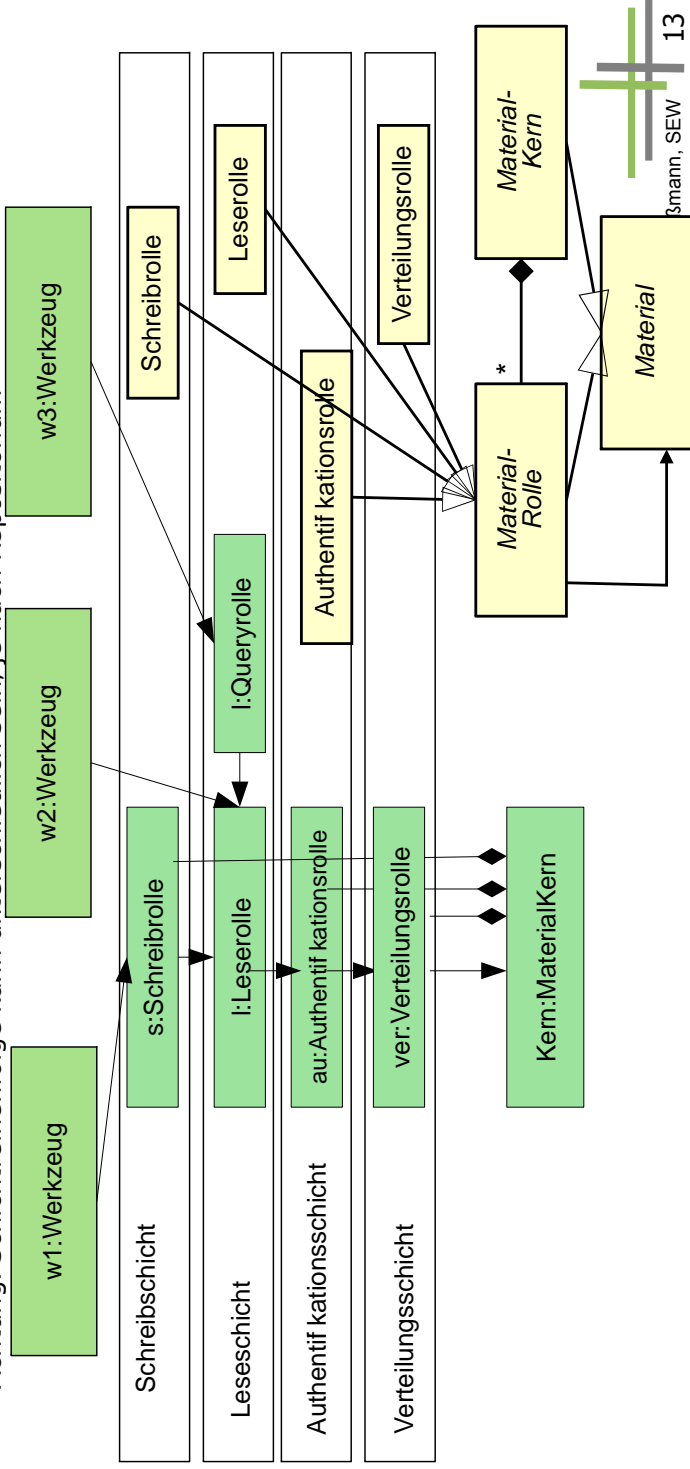 w1:Werkzeug
w2:Werkzeug
w3:Werkzeug
Schreibschicht
s:Schreibrolle
Schreibrolle
Leseschicht
l:Leserolle
l:Queryrolle
Leserolle
Authentif kationsschicht
au:Authentif kationsrolle
Authentif kationsrolle
Verteilungsschicht
ver:Verteilungsrolle
Verteilungsrolle
Kern:MaterialKern
Material-
Rolle
*
Material-
Kern
Material
ßmann, SEW
13